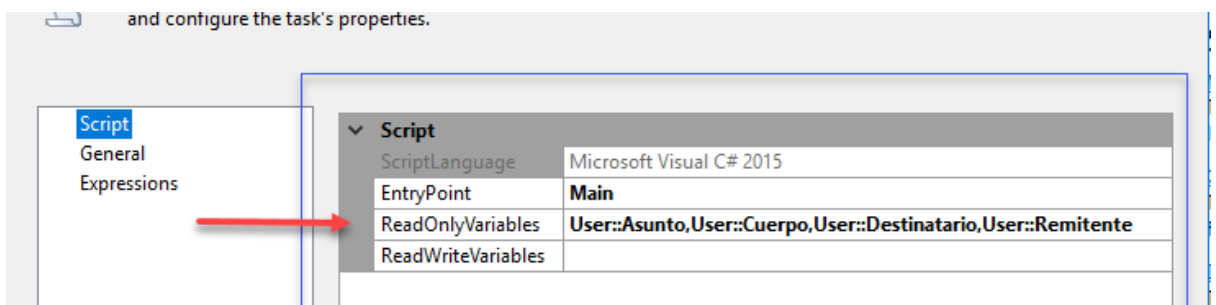 and configure the task's properties.
Script
General
Expressions
Script
ScriptLanguage Microsoft Visual C# 2015
EntryPoint Main
ReadOnlyVariables User::Asunto,User::Cuerpo,User::Destinatario,User::Remitente
ReadWriteVariables